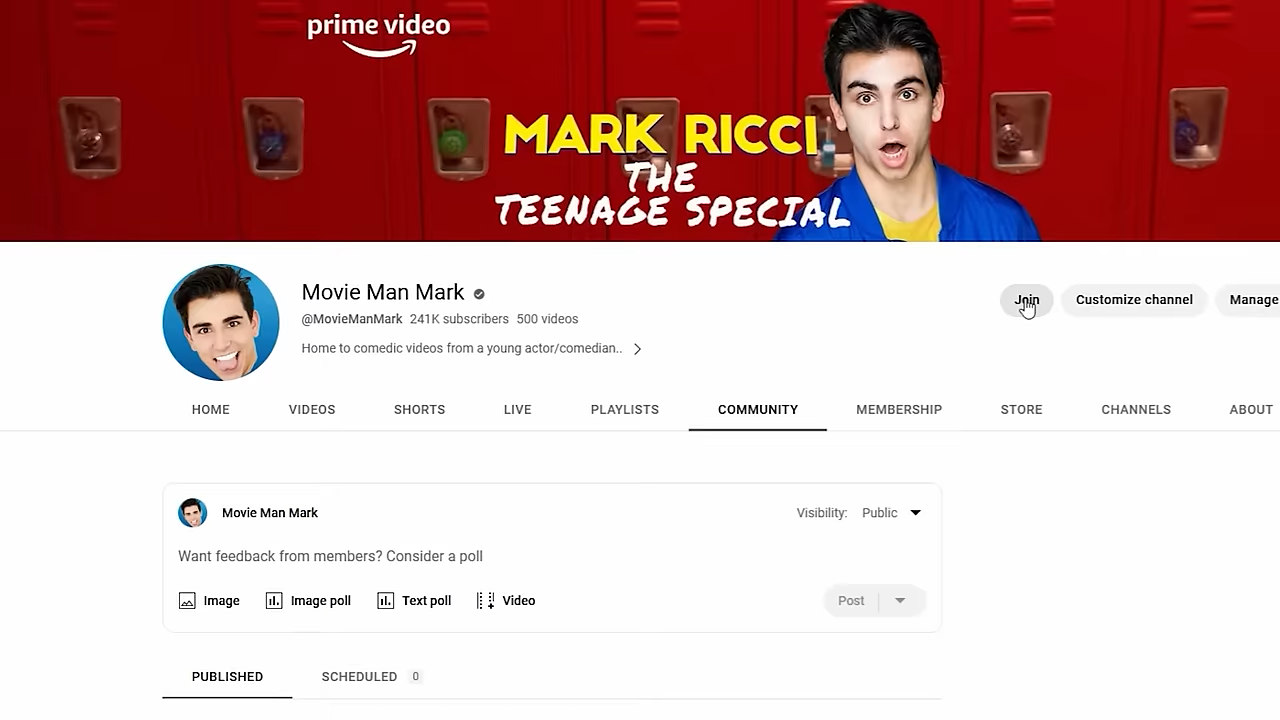 prime video
MARK RICCI
THE
TEENAGE SPECIAL
Movie Man Mark
@MovieManMark 241K subscribers 500 videos
Home to comedic videos from a young actor/comedian..
Join
Customize channel
Manage
HOME
VIDEOS
SHORTS
LIVE
PLAYLISTS
COMMUNITY
MEMBERSHIP
STORE
CHANNELS
ABOUT
Movie Man Mark
Visibility: Public
Want feedback from members? Consider a poll
Image
Image poll
Text poll
Video
Post
PUBLISHED
SCHEDULED 0